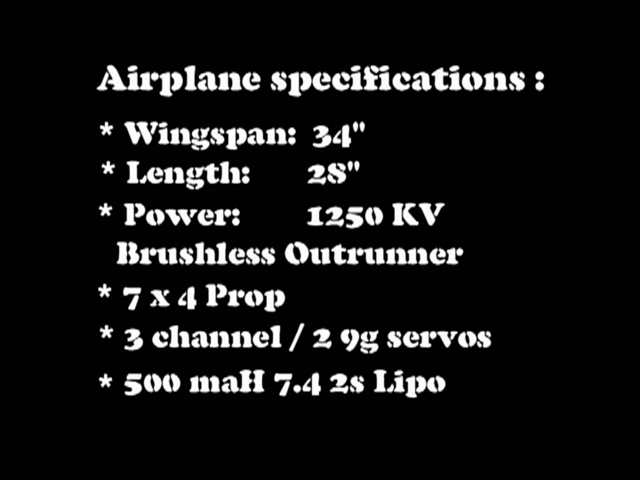 Airplane specifications :
* Wingspan: 34"
* Length: 28"
* Power: 1250 KV
Brushless Outrunner
* 7 x 4 Prop
* 3 channel / 2 9g servos
* 500 maH 7.4 2s Lipo